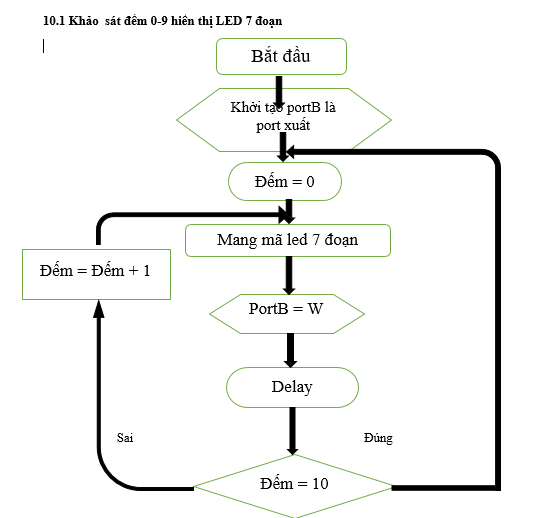 10.1 Khảo sát đếm 0-9 hiển thị LED 7 đoạn
Bắt đầu
Khởi tạo portB là
port xuất
Đếm = 0
Mang mã led 7 đoạn
Đếm = Đếm + 1
PortB = W
Delay
Sai
Đúng
Đếm = 10